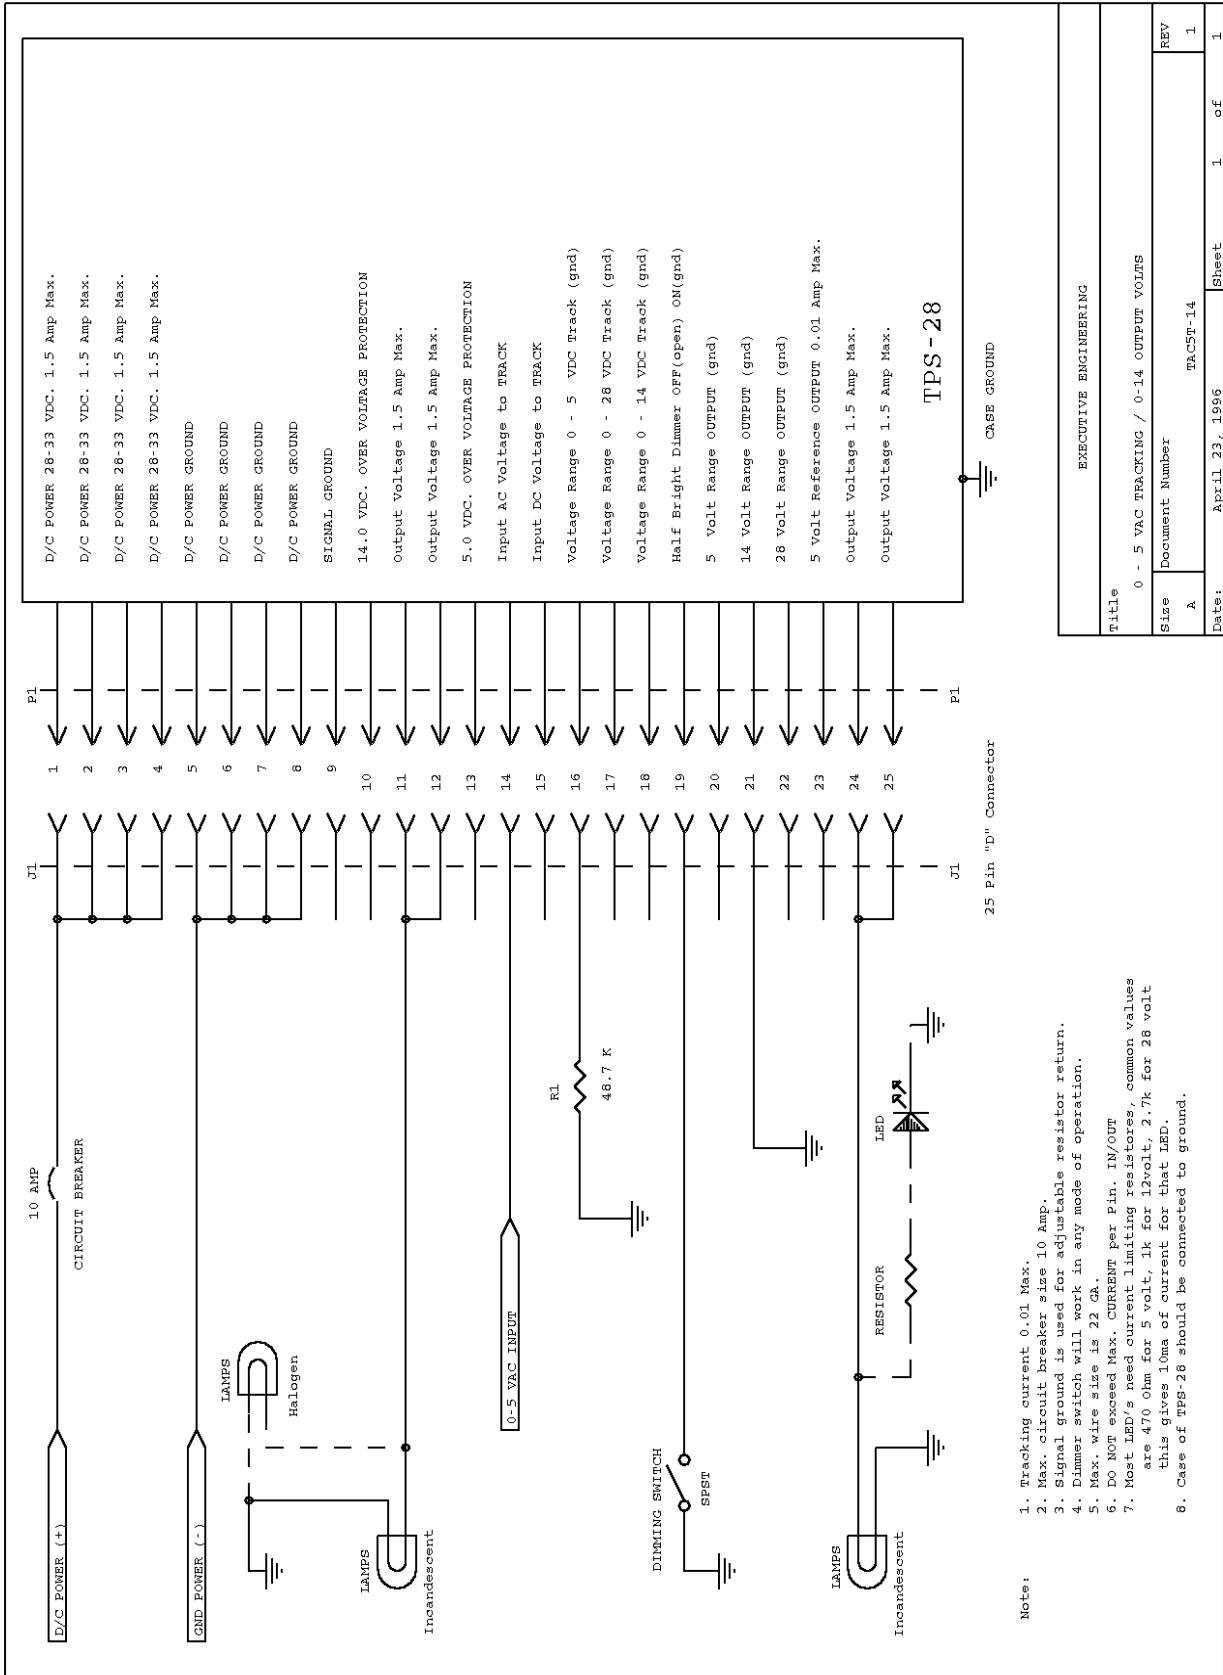 D/C POWER (+)
10 AMP
CIRCUIT BREAKER
GND POWER (-)
LAMPS
Halogen
LAMPS
Incandescent
0-5 VAC INPUT
R1
48.7 K
DIMMING SWITCH
SPST
RESISTOR
LED
LAMPS
Incandescent
J1
P1
1
2
3
4
5
6
7
8
9
10
11
12
13
14
15
16
17
18
19
20
21
22
23
24
25
J1
P1
25 Pin "D" Connector
D/C POWER 28-33 VDC. 1.5 Amp Max.
D/C POWER 28-33 VDC. 1.5 Amp Max.
D/C POWER 28-33 VDC. 1.5 Amp Max.
D/C POWER 28-33 VDC. 1.5 Amp Max.
D/C POWER GROUND
D/C POWER GROUND
D/C POWER GROUND
D/C POWER GROUND
SIGNAL GROUND
14.0 VDC. OVER VOLTAGE PROTECTION
Output Voltage 1.5 Amp Max.
Output Voltage 1.5 Amp Max.
5.0 VDC. OVER VOLTAGE PROTECTION
Input AC Voltage to TRACK
Input DC Voltage to TRACK
Voltage Range 0 - 5 VDC Track (gnd)
Voltage Range 0 - 28 VDC Track (gnd)
Voltage Range 0 - 14 VDC Track (gnd)
Half Bright Dimmer OFF(open) ON(gnd)
5 Volt Range OUTPUT (gnd)
14 Volt Range OUTPUT (gnd)
28 Volt Range OUTPUT (gnd)
5 Volt Reference OUTPUT 0.01 Amp Max.
Output Voltage 1.5 Amp Max.
Output Voltage 1.5 Amp Max.
TPS-28
CASE GROUND
Note:
1. Tracking current 0.01 Max.
2. Max. circuit breaker size 10 Amp.
3. Signal ground is used for adjustable resistor return.
4. Dimmer switch will work in any mode of operation.
5. Max. wire size is 22 GA.
6. DO NOT exceed Max. CURRENT per Pin. IN/OUT
7. Most LED's need current limiting resistores, common values
are 470 Ohm for 5 volt, 1k for 12volt, 2.7k for 28 volt
this gives 10ma of current for that LED.
8. Case of TPS-28 should be connected to ground.
EXECUTIVE ENGINEERING
Title
0 - 5 VAC TRACKING / 0-14 OUTPUT VOLTS
Size Document Number REV
A TAC5T-14 1
Date: April 23, 1996 Sheet 1 of 1